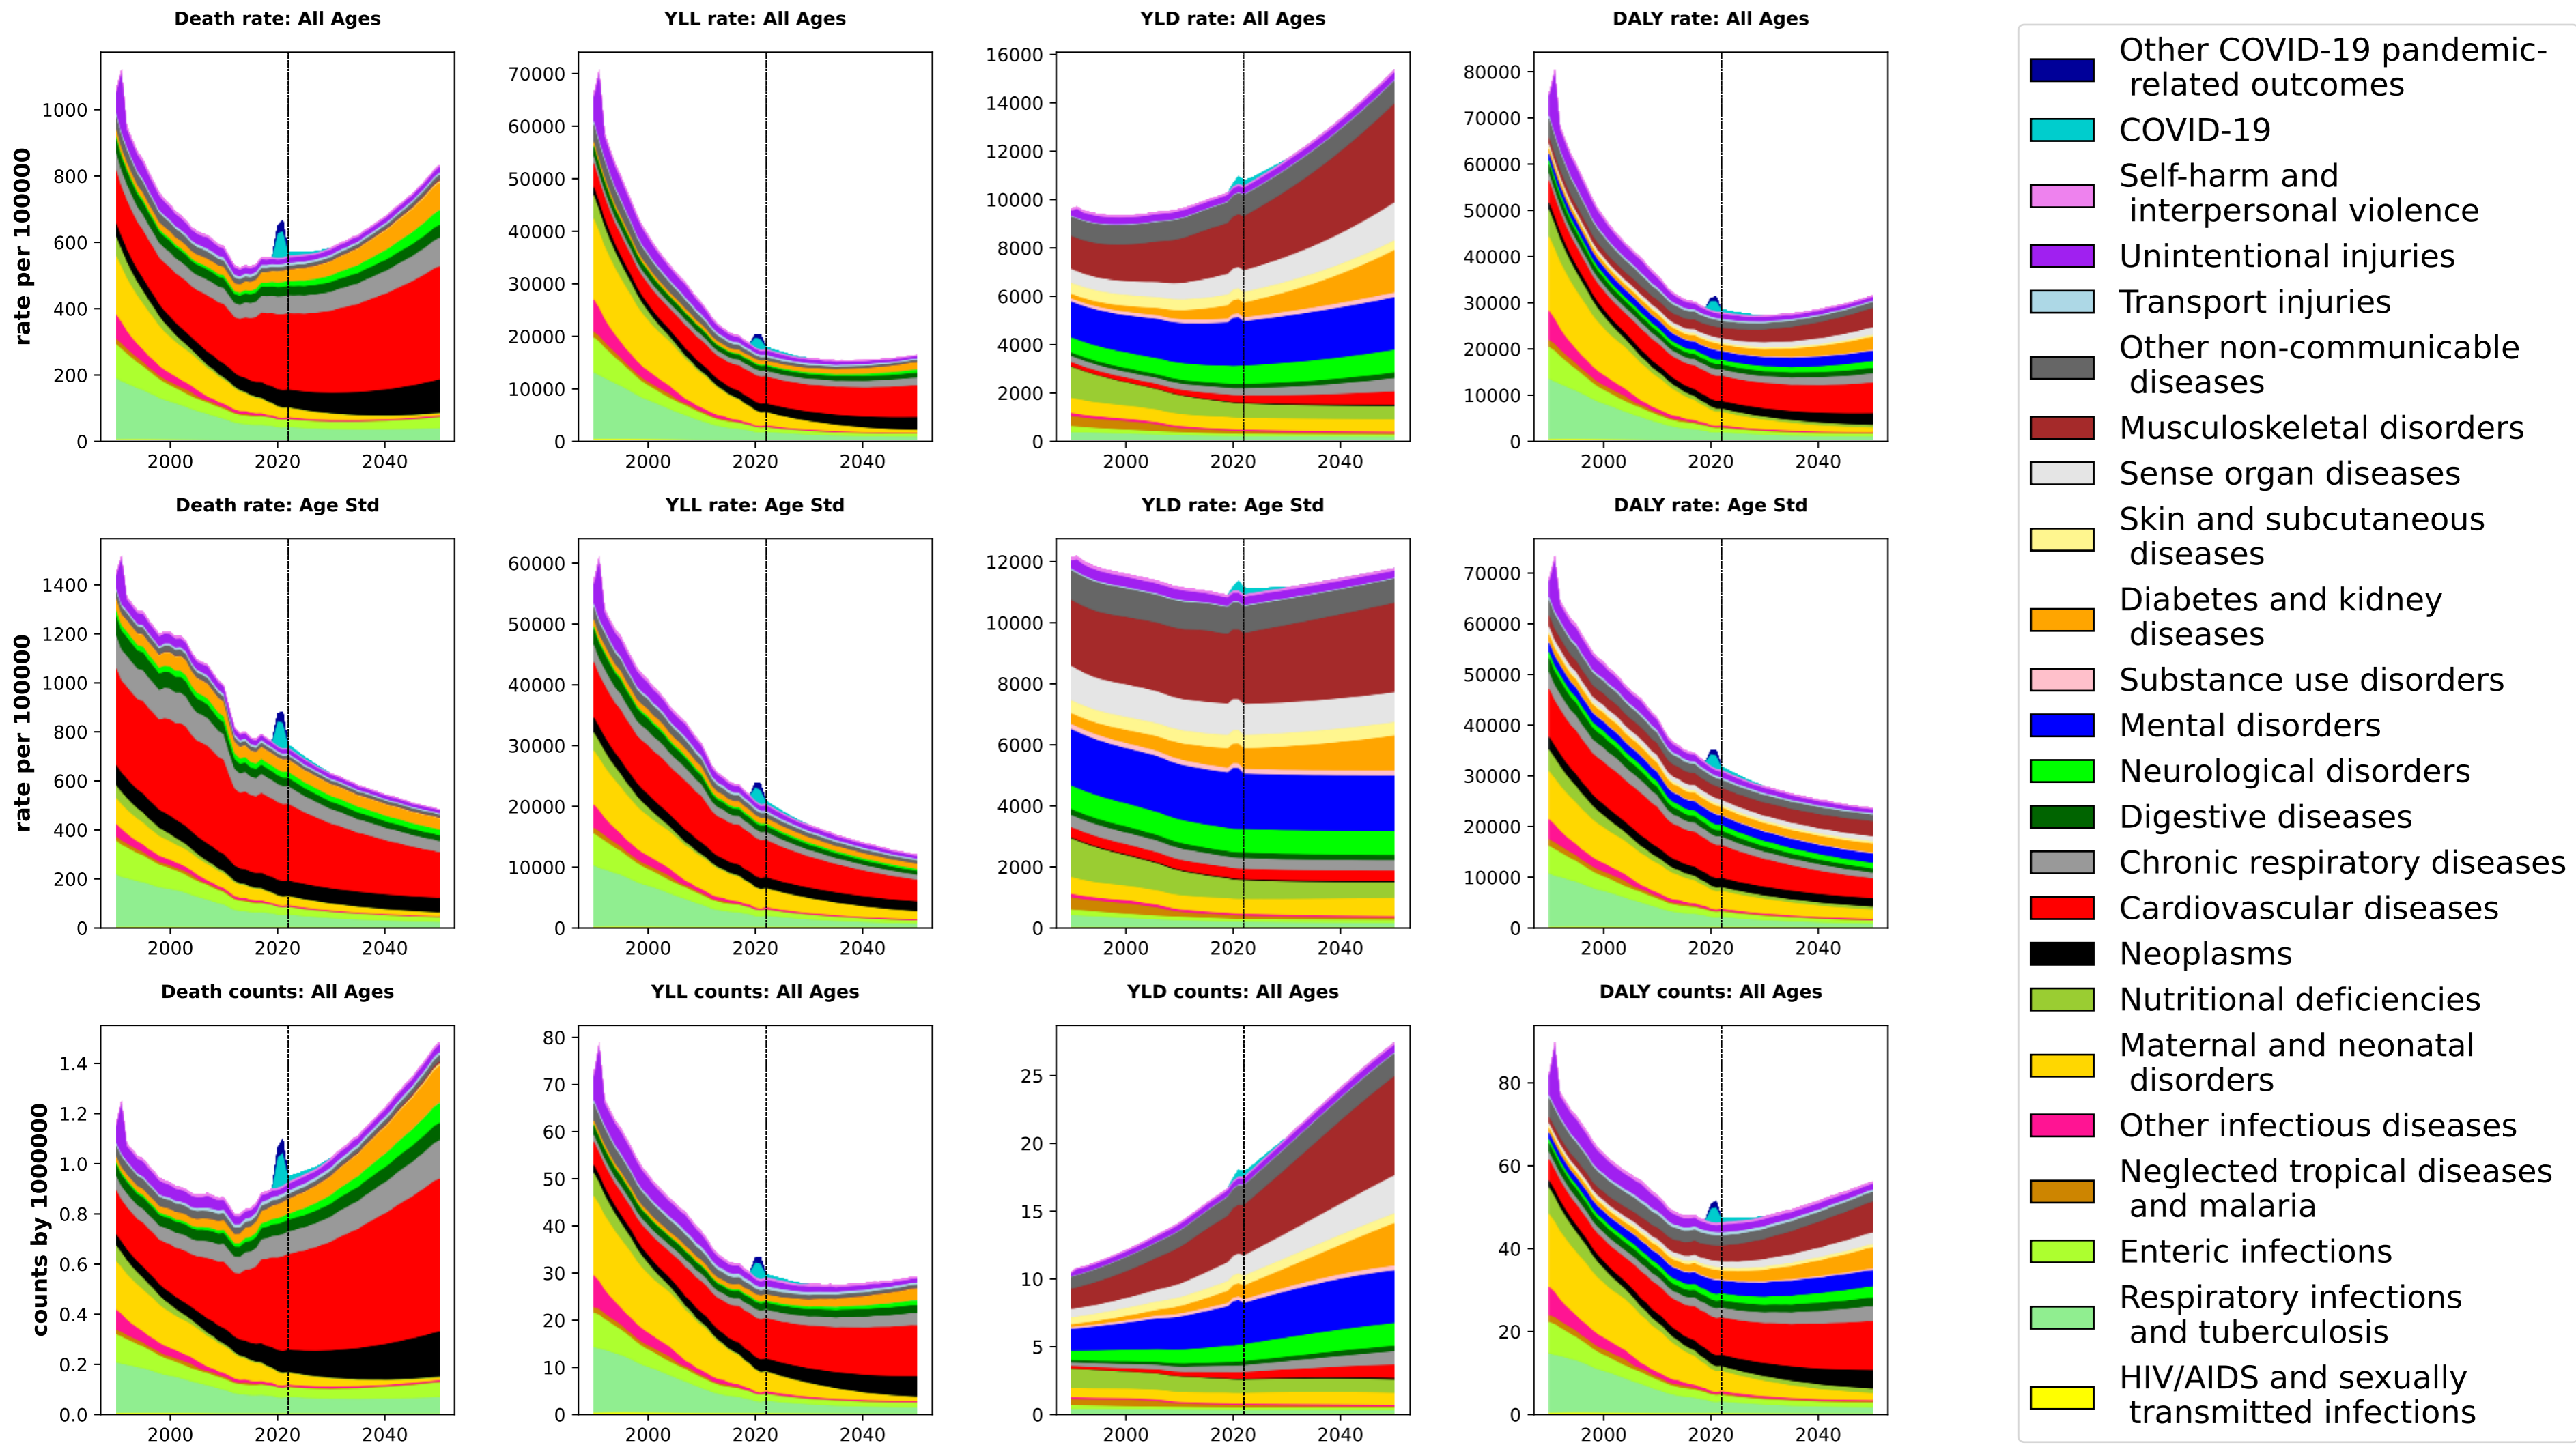 Death rate: All Ages
YLL rate: All Ages
YLD rate: All Ages
DALY rate: All Ages
rate per 100000
0
200
400
600
800
1000
2000
2020
2040
0
10000
20000
30000
40000
50000
60000
70000
2000
2020
2040
0
2000
4000
6000
8000
10000
12000
14000
16000
2000
2020
2040
0
10000
20000
30000
40000
50000
60000
70000
80000
2000
2020
2040
Death rate: Age Std
YLL rate: Age Std
YLD rate: Age Std
DALY rate: Age Std
rate per 100000
0
200
400
600
800
1000
1200
1400
2000
2020
2040
0
10000
20000
30000
40000
50000
60000
2000
2020
2040
0
2000
4000
6000
8000
10000
12000
2000
2020
2040
0
10000
20000
30000
40000
50000
60000
70000
2000
2020
2040
Death counts: All Ages
YLL counts: All Ages
YLD counts: All Ages
DALY counts: All Ages
counts by 1000000
0.0
0.2
0.4
0.6
0.8
1.0
1.2
1.4
2000
2020
2040
0
10
20
30
40
50
60
70
80
2000
2020
2040
0
5
10
15
20
25
2000
2020
2040
0
20
40
60
80
2000
2020
2040
Other COVID-19 pandemic-
related outcomes
COVID-19
Self-harm and
interpersonal violence
Unintentional injuries
Transport injuries
Other non-communicable
diseases
Musculoskeletal disorders
Sense organ diseases
Skin and subcutaneous
diseases
Diabetes and kidney
diseases
Substance use disorders
Mental disorders
Neurological disorders
Digestive diseases
Chronic respiratory diseases
Cardiovascular diseases
Neoplasms
Nutritional deficiencies
Maternal and neonatal
disorders
Other infectious diseases
Neglected tropical diseases
and malaria
Enteric infections
Respiratory infections
and tuberculosis
HIV/AIDS and sexually
transmitted infections